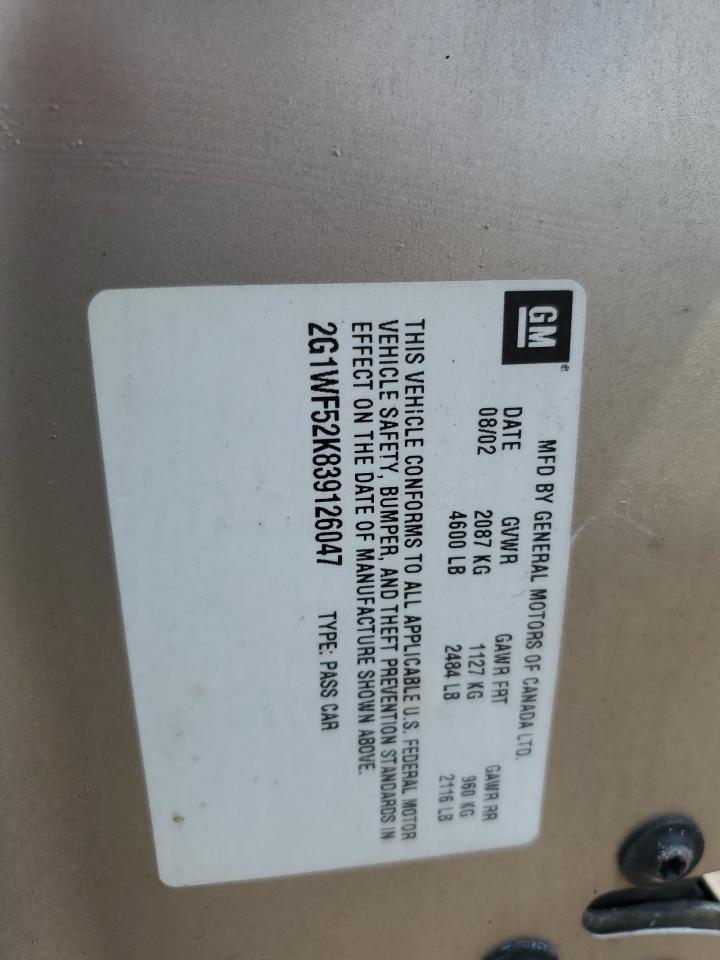 GM
MFD BY GENERAL MOTORS OF CANADA LTD.
DATE GVWR GAWR FRT GAWR RR
08/02 2087 KG 1127 KG 960 KG
4600 LB 2484 LB 2116 LB
THIS VEHICLE CONFORMS TO ALL APPLICABLE U.S. FEDERAL MOTOR
VEHICLE SAFETY, BUMPER, AND THEFT PREVENTION STANDARDS IN
EFFECT ON THE DATE OF MANUFACTURE SHOWN ABOVE.
2G1WF52K839126047 TYPE: PASS CAR